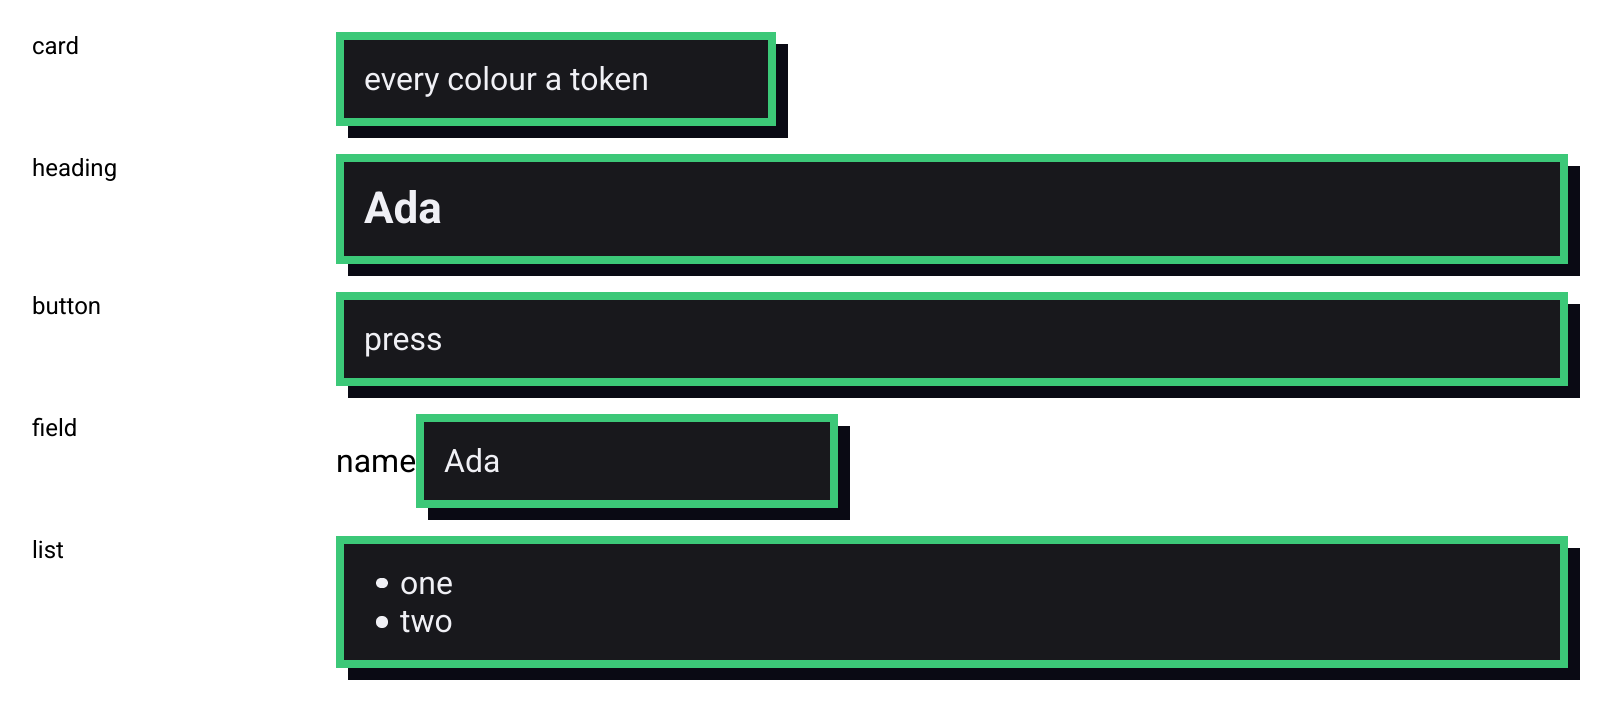 card
every colour a token
heading
Ada
button
press
field
name Ada
list
• one
• two